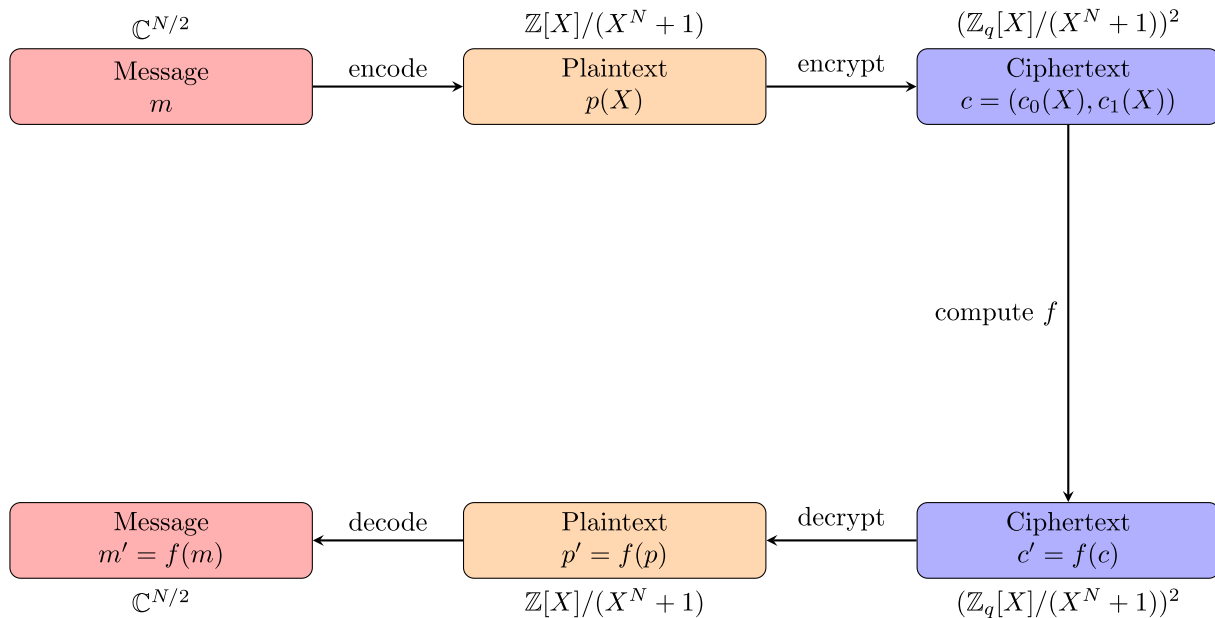 ℂ^{N/2}
ℤ[X]/(X^N + 1)
(ℤ_q[X]/(X^N + 1))^2
Message
m
encode
Plaintext
p(X)
encrypt
Ciphertext
c = (c_0(X), c_1(X))
compute f
Message
m′ = f(m)
decode
Plaintext
p′ = f(p)
decrypt
Ciphertext
c′ = f(c)
ℂ^{N/2}
ℤ[X]/(X^N + 1)
(ℤ_q[X]/(X^N + 1))^2